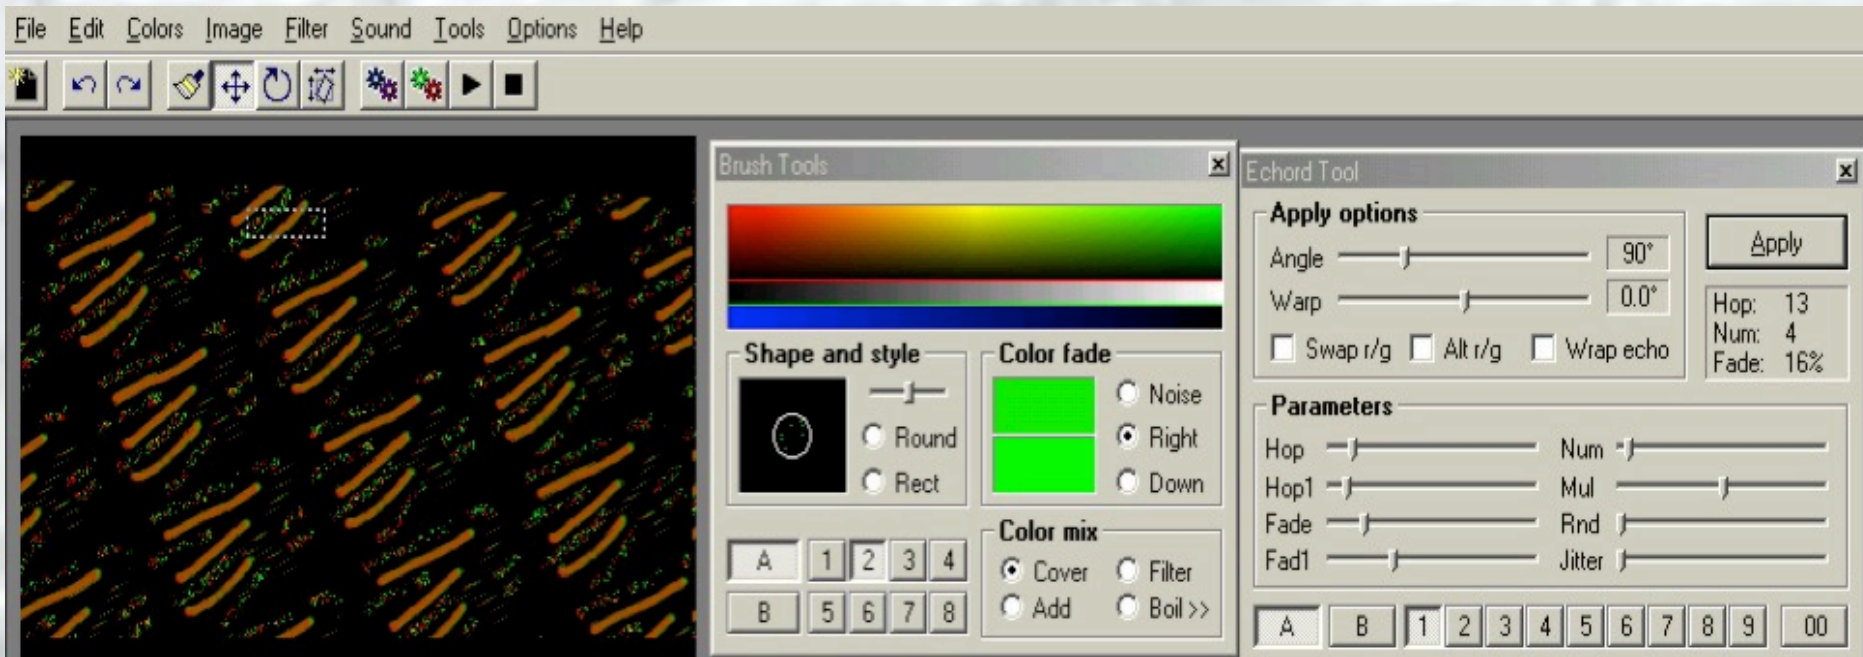 File Edit Colors Image Filter Sound Tools Options Help
Brush Tools
Shape and style
Round
Rect
Color fade
Noise
Right
Down
A 1 2 3 4
B 5 6 7 8
Color mix
Cover Filter
Add Boil >>
Echord Tool
Apply options
Angle 90°
Warp 0.0°
Swap r/g Alt r/g Wrap echo
Apply
Hop: 13
Num: 4
Fade: 16%
Parameters
Hop Num
Hop1 Mul
Fade Rnd
Fad1 Jitter
A B 1 2 3 4 5 6 7 8 9 00